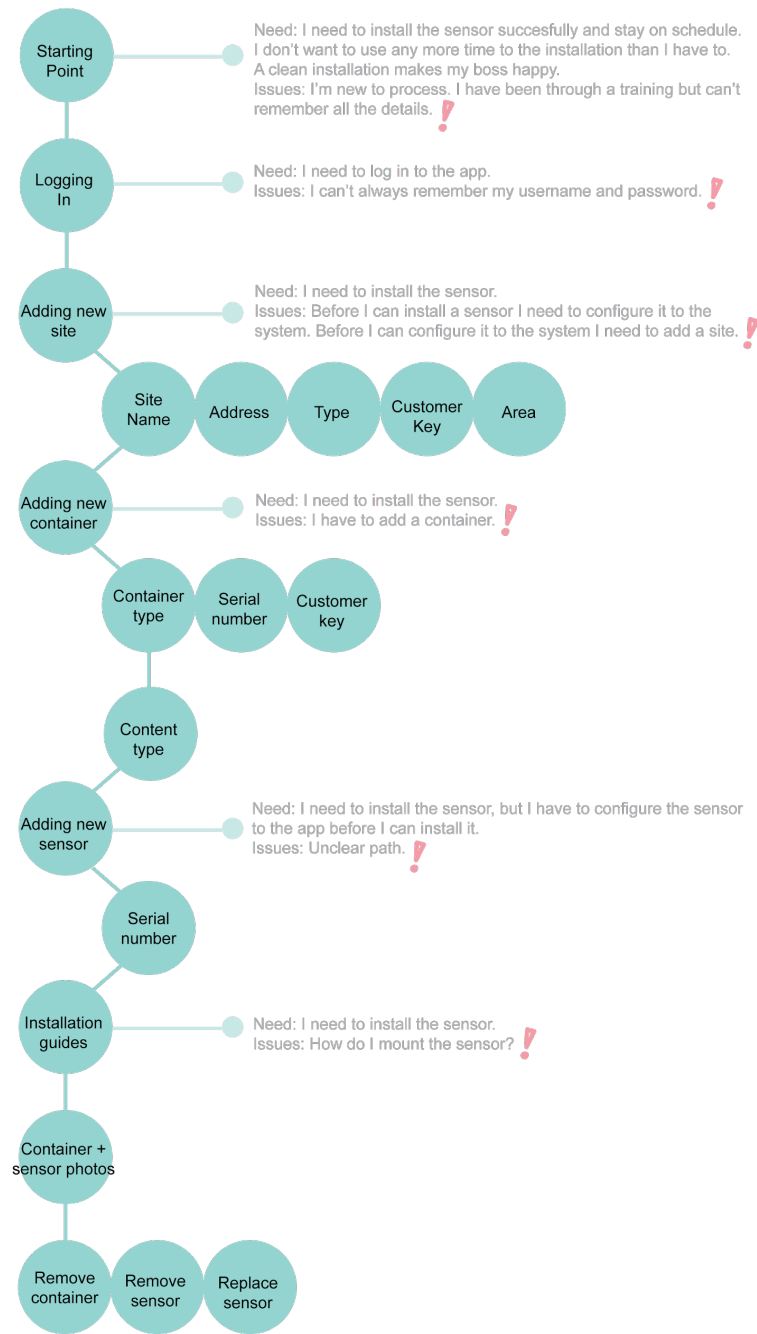 Starting
Point
Need: I need to install the sensor succesfully and stay on schedule.
I don't want to use any more time to the installation than I have to.
A clean installation makes my boss happy.
Issues: I'm new to process. I have been through a training but can't
remember all the details.
Logging
In
Need: I need to log in to the app.
Issues: I can't always remember my username and password.
Adding new
site
Need: I need to install the sensor.
Issues: Before I can install a sensor I need to configure it to the
system. Before I can configure it to the system I need to add a site.
Site
Name
Address
Type
Customer
Key
Area
Adding new
container
Need: I need to install the sensor.
Issues: I have to add a container.
Container
type
Serial
number
Customer
key
Content
type
Adding new
sensor
Need: I need to install the sensor, but I have to configure the sensor
to the app before I can install it.
Issues: Unclear path.
Serial
number
Installation
guides
Need: I need to install the sensor.
Issues: How do I mount the sensor?
Container +
sensor photos
Remove
container
Remove
sensor
Replace
sensor